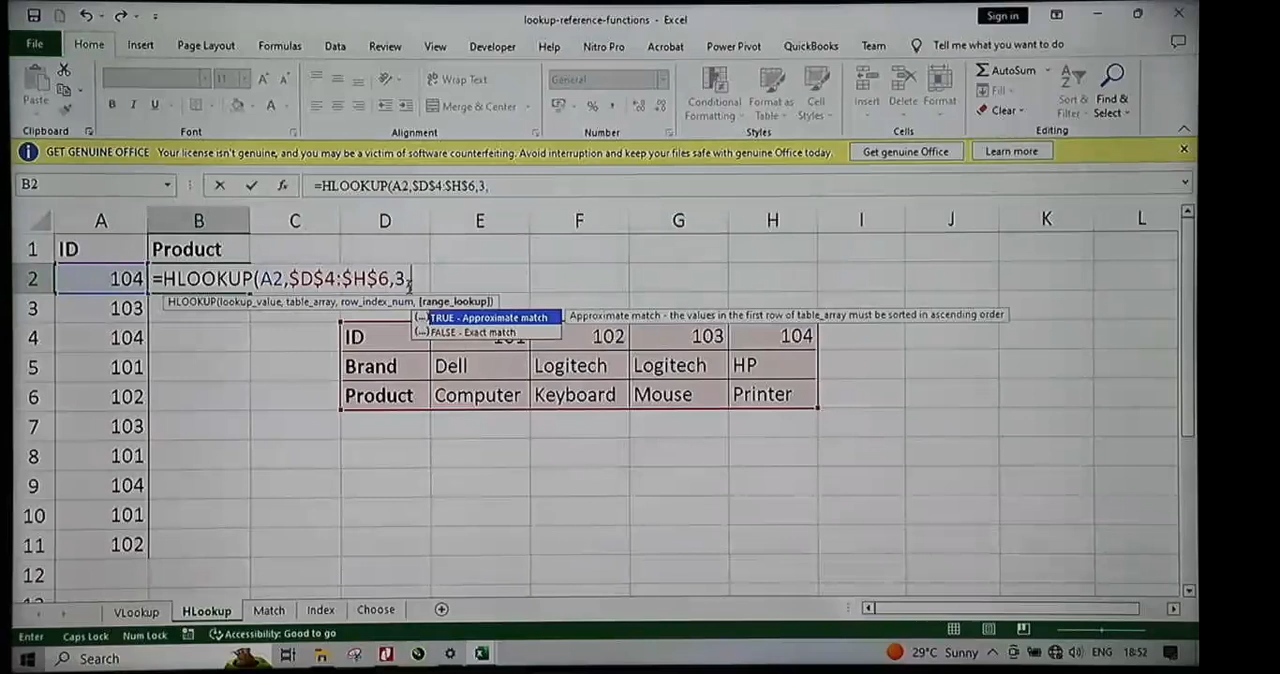 lookup-reference-functions - Excel
Sign in
File Home Insert Page Layout Formulas Data Review View Developer Help Nitro Pro Acrobat Power Pivot QuickBooks Team Tell me what you want to do
Paste
11
Wrap Text
General
Conditional Formatting
Format as Table
Cell Styles
Insert Delete Format
AutoSum
Fill
Clear
Sort & Filter
Find & Select
B I U
A
Merge & Center
%
Clipboard Font Alignment Number Styles Cells Editing
GET GENUINE OFFICE Your license isn't genuine, and you may be a victim of software counterfeiting. Avoid interruption and keep your files safe with genuine Office today. Get genuine Office Learn more
B2 fx =HLOOKUP(A2,$D$4:$H$6,3,
A B C D E F G H I J K L
1 ID Product
2 104 =HLOOKUP(A2,$D$4:$H$6,3,
HLOOKUP(lookup_value, table_array, row_index_num, [range_lookup])
3 103
TRUE - Approximate match Approximate match - the values in the first row of table_array must be sorted in ascending order
FALSE - Exact match
4 104 ID 101 102 103 104
5 101 Brand Dell Logitech Logitech HP
6 102 Product Computer Keyboard Mouse Printer
7 103
8 101
9 104
10 101
11 102
12
VLookup HLookup Match Index Choose
Enter Caps Lock Num Lock Accessibility: Good to go
Search
29°C Sunny ENG 18:52